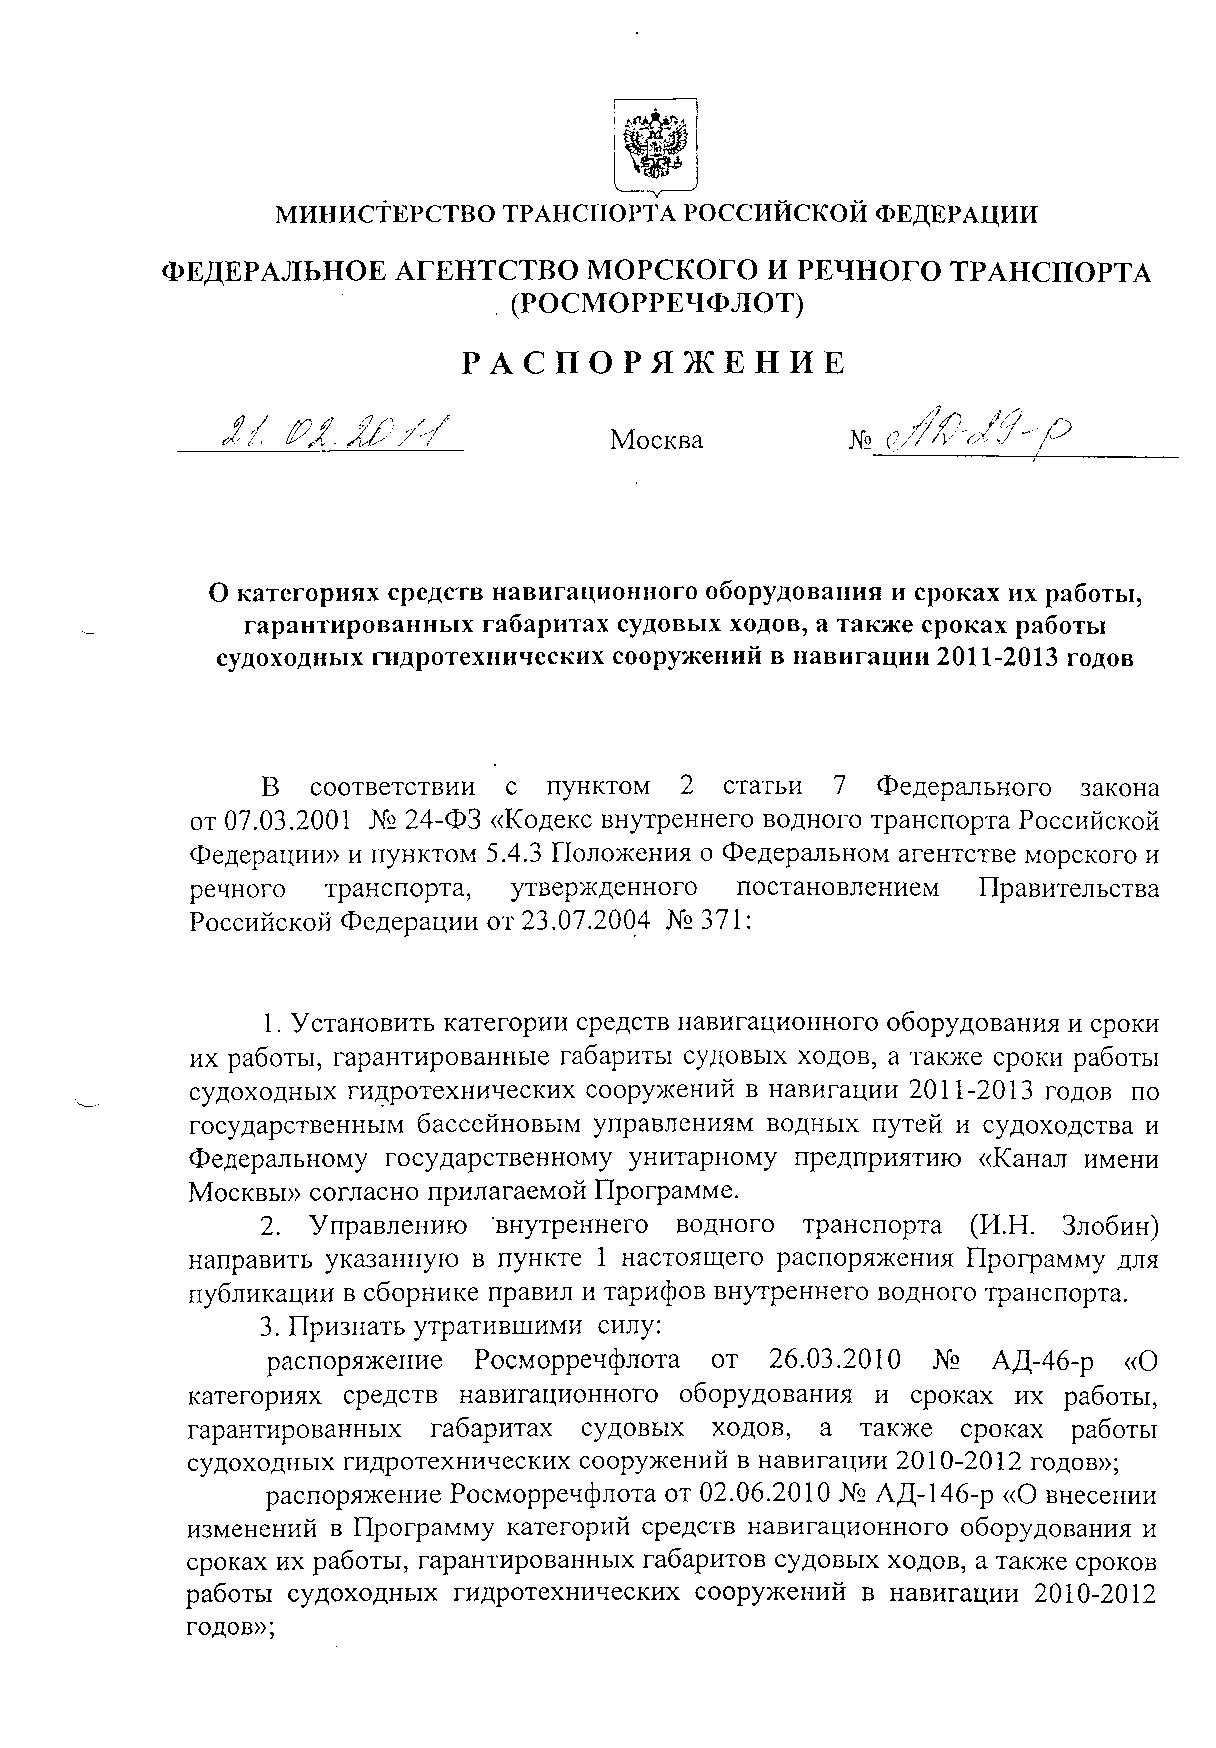 МИНИСТЕРСТВО ТРАНСПОРТА РОССИЙСКОЙ ФЕДЕРАЦИИ
ФЕДЕРАЛЬНОЕ АГЕНТСТВО МОРСКОГО И РЕЧНОГО ТРАНСПОРТА
(РОСМОРРЕЧФЛОТ)
Р А С П О Р Я Ж Е Н И Е
21.02.2011 Москва № АД-29-р
О категориях средств навигационного оборудования и сроках их работы,
гарантированных габаритах судовых ходов, а также сроках работы
судоходных гидротехнических сооружений в навигации 2011-2013 годов
В соответствии с пунктом 2 статьи 7 Федерального закона
от 07.03.2001 № 24-ФЗ «Кодекс внутреннего водного транспорта Российской
Федерации» и пунктом 5.4.3 Положения о Федеральном агентстве морского и
речного транспорта, утвержденного постановлением Правительства
Российской Федерации от 23.07.2004 № 371:
1. Установить категории средств навигационного оборудования и сроки
их работы, гарантированные габариты судовых ходов, а также сроки работы
судоходных гидротехнических сооружений в навигации 2011-2013 годов по
государственным бассейновым управлениям водных путей и судоходства и
Федеральному государственному унитарному предприятию «Канал имени
Москвы» согласно прилагаемой Программе.
2. Управлению внутреннего водного транспорта (И.Н. Злобин)
направить указанную в пункте 1 настоящего распоряжения Программу для
публикации в сборнике правил и тарифов внутреннего водного транспорта.
3. Признать утратившими силу:
распоряжение Росморречфлота от 26.03.2010 № АД-46-р «О
категориях средств навигационного оборудования и сроках их работы,
гарантированных габаритах судовых ходов, а также сроках работы
судоходных гидротехнических сооружений в навигации 2010-2012 годов»;
распоряжение Росморречфлота от 02.06.2010 № АД-146-р «О внесении
изменений в Программу категорий средств навигационного оборудования и
сроках их работы, гарантированных габаритов судовых ходов, а также сроков
работы судоходных гидротехнических сооружений в навигации 2010-2012
годов»;